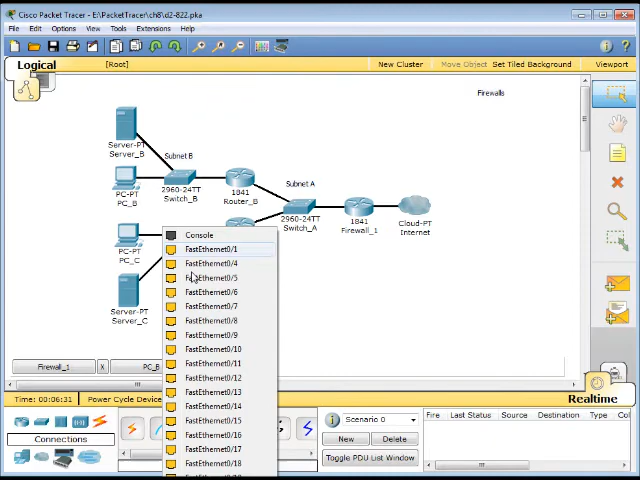 Cisco Packet Tracer - E:\PacketTracer\ch8\d2-822.pka
File Edit Options View Tools Extensions Help
Logical [Root] New Cluster Move Object Set Tiled Background Viewport
Firewalls
Server-PT
Server_B
Subnet B
PC-PT
PC_B
2960-24TT
Switch_B
1841
Router_B
Subnet A
2960-24TT
Switch_A
1841
Firewall_1
Cloud-PT
Internet
PC-PT
PC_C
Server-PT
Server_C
Console
FastEthernet0/1
FastEthernet0/4
FastEthernet0/5
FastEthernet0/6
FastEthernet0/7
FastEthernet0/8
FastEthernet0/9
FastEthernet0/10
FastEthernet0/11
FastEthernet0/12
FastEthernet0/13
FastEthernet0/14
FastEthernet0/15
FastEthernet0/16
FastEthernet0/17
FastEthernet0/18
Firewall_1 X PC_B
Time: 00:06:31 Power Cycle Device Realtime
Connections
Scenario 0
New Delete
Toggle PDU List Window
Fire Last Status Source Destination Type Co